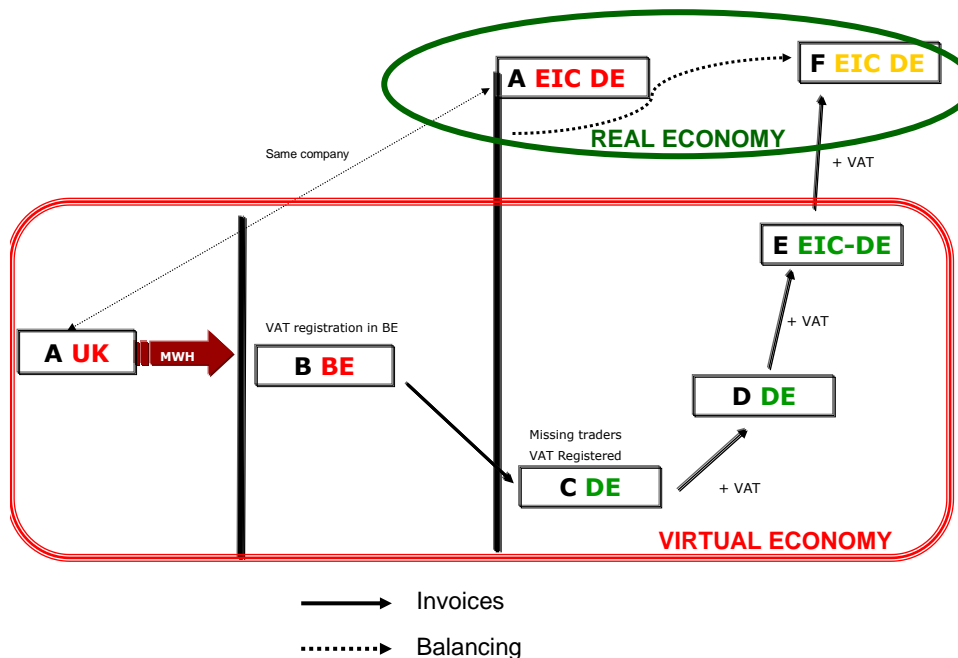 A EIC DE
F EIC DE
REAL ECONOMY
Same company
+ VAT
E EIC-DE
VAT registration in BE
+ VAT
A UK
MWH
B BE
D DE
Missing traders
VAT Registered
C DE
+ VAT
VIRTUAL ECONOMY
Invoices
Balancing